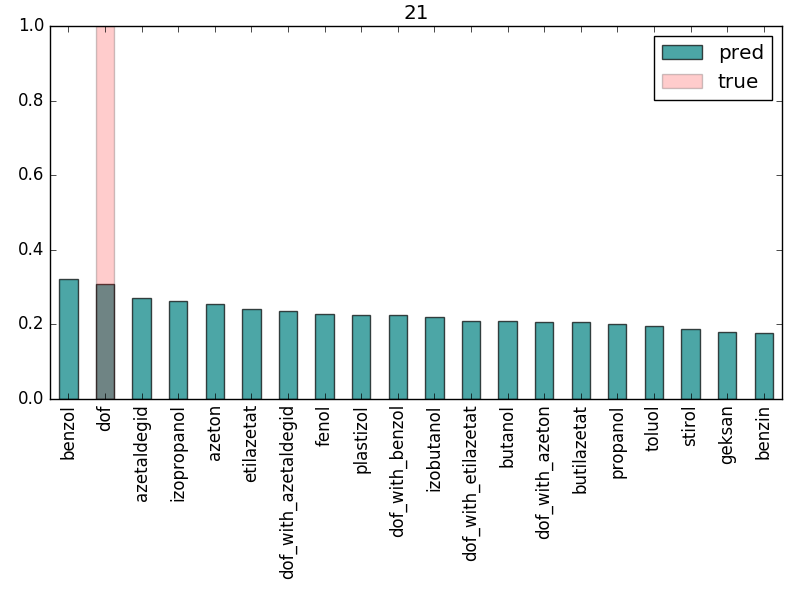 21
pred
true
1.0
0.8
0.6
0.4
0.2
0.0
benzol
dof
azetaldegid
izopropanol
azeton
etilazetat
dof_with_azetaldegid
fenol
plastizol
dof_with_benzol
izobutanol
dof_with_etilazetat
butanol
dof_with_azeton
butilazetat
propanol
toluol
stirol
geksan
benzin